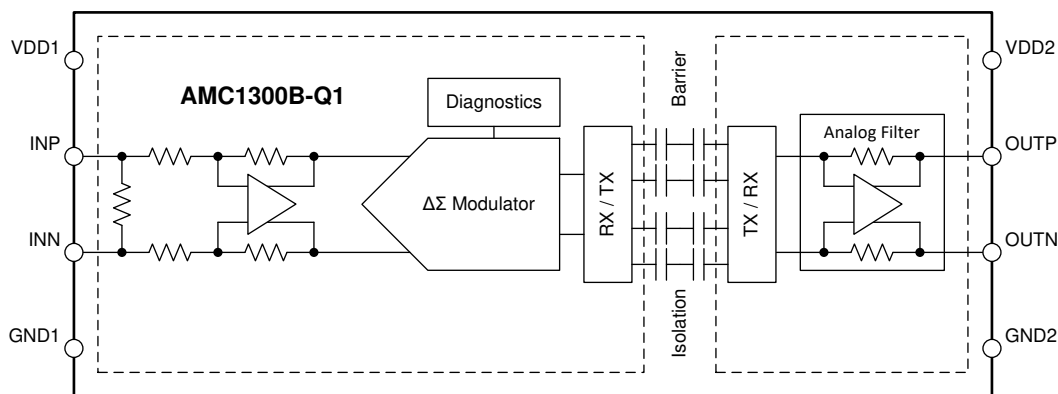 VDD1
VDD2
AMC1300B-Q1
Diagnostics
Barrier
INP
Analog Filter
OUTP
ΔΣ Modulator
RX / TX
TX / RX
INN
OUTN
Isolation
GND1
GND2